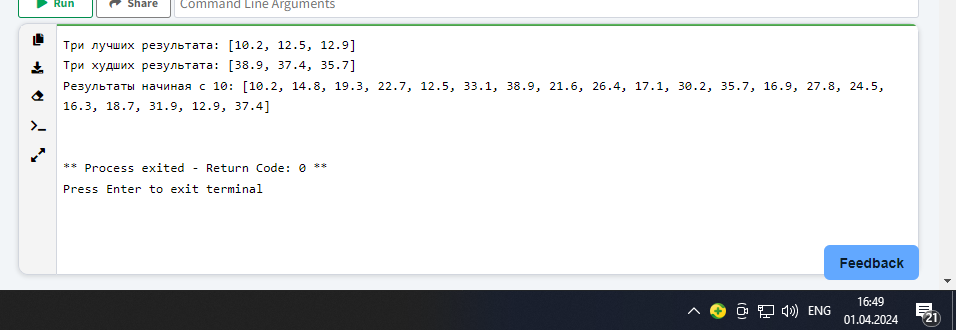 Run
Share
Command Line Arguments
Три лучших результата: [10.2, 12.5, 12.9]
Три худших результата: [38.9, 37.4, 35.7]
Результаты начиная с 10: [10.2, 14.8, 19.3, 22.7, 12.5, 33.1, 38.9, 21.6, 26.4, 17.1, 30.2, 35.7, 16.9, 27.8, 24.5,
16.3, 18.7, 31.9, 12.9, 37.4]
** Process exited - Return Code: 0 **
Press Enter to exit terminal
Feedback
ENG
16:49
01.04.2024
21